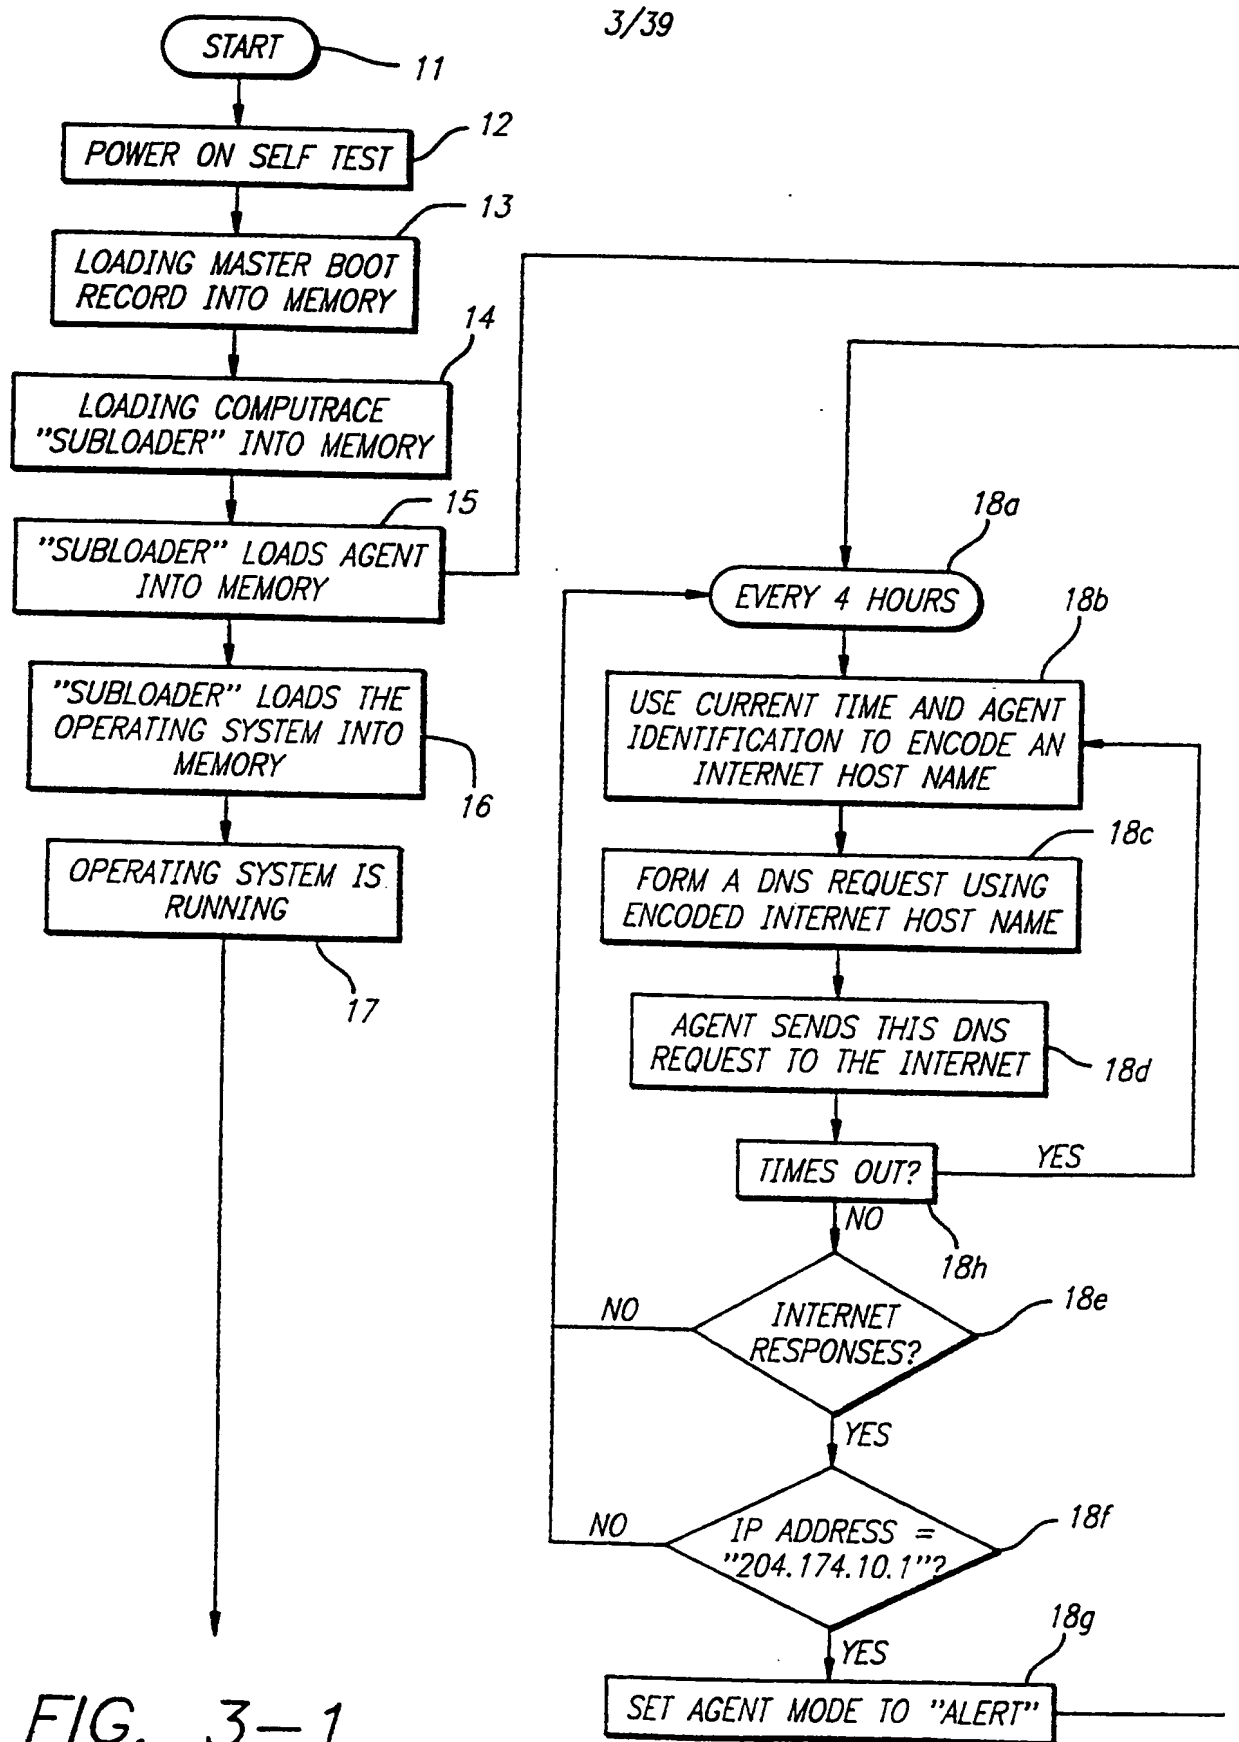 3/39
START
11
POWER ON SELF TEST
12
LOADING MASTER BOOT
RECORD INTO MEMORY
13
LOADING COMPUTRACE
"SUBLOADER" INTO MEMORY
14
"SUBLOADER" LOADS AGENT
INTO MEMORY
15
"SUBLOADER" LOADS THE
OPERATING SYSTEM INTO
MEMORY
16
OPERATING SYSTEM IS
RUNNING
17
EVERY 4 HOURS
18a
USE CURRENT TIME AND AGENT
IDENTIFICATION TO ENCODE AN
INTERNET HOST NAME
18b
FORM A DNS REQUEST USING
ENCODED INTERNET HOST NAME
18c
AGENT SENDS THIS DNS
REQUEST TO THE INTERNET
18d
TIMES OUT?
YES
NO
18h
INTERNET
RESPONSES?
NO
18e
YES
IP ADDRESS =
"204.174.10.1"?
NO
18f
YES
SET AGENT MODE TO "ALERT"
18g
FIG. 3-1